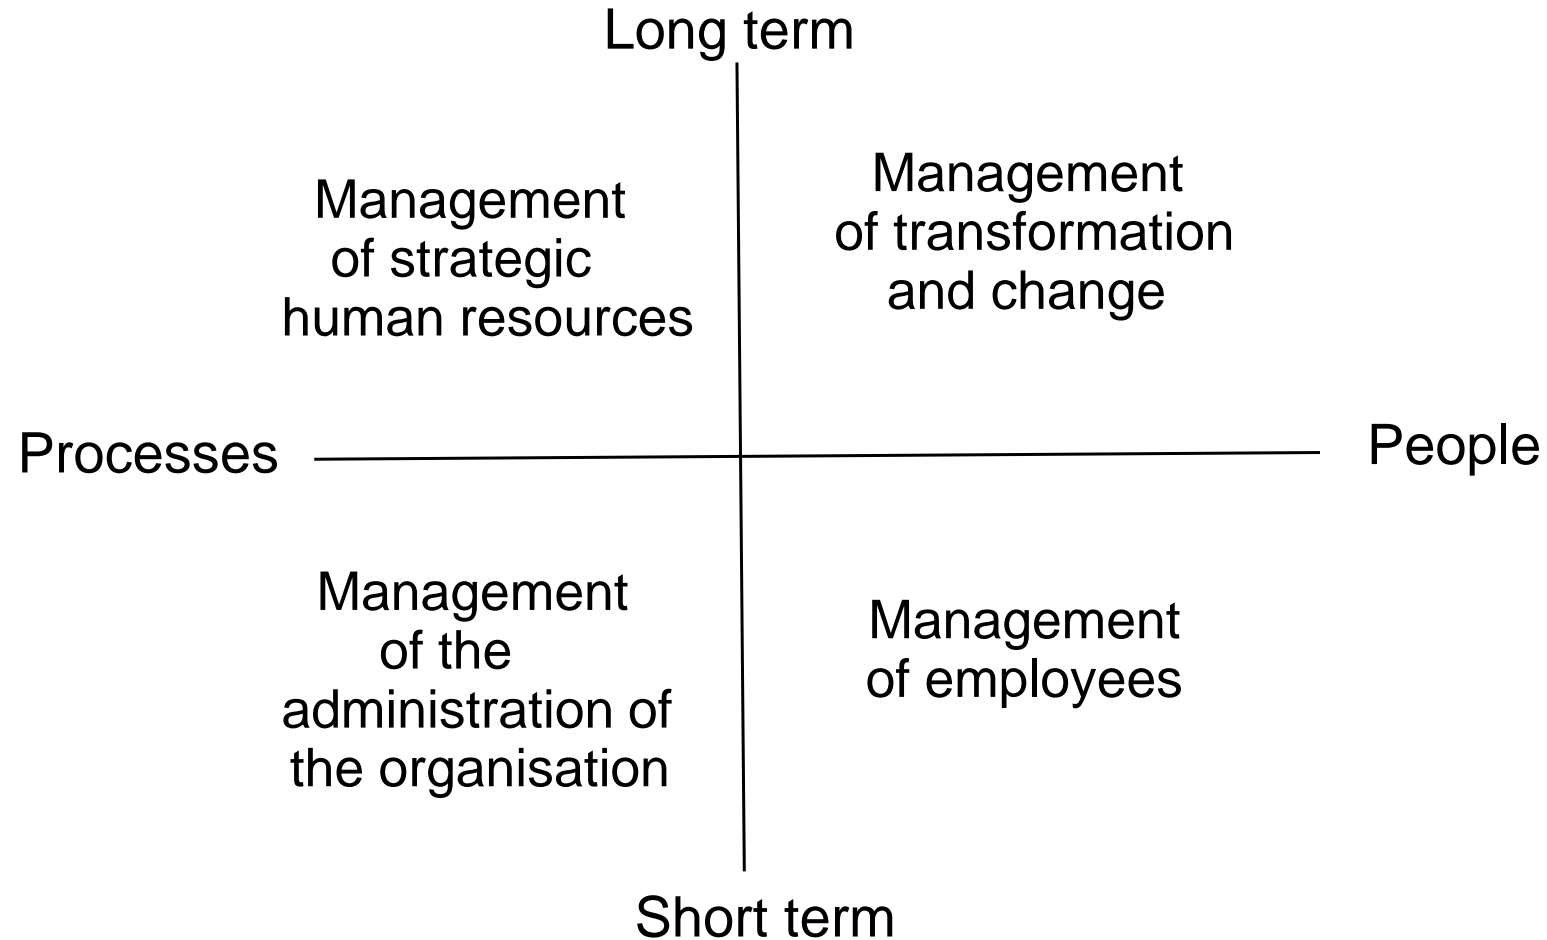 Long term
Management
of strategic
human resources
Management
of transformation
and change
Processes
People
Management
of the
administration of
the organisation
Management
of employees
Short term